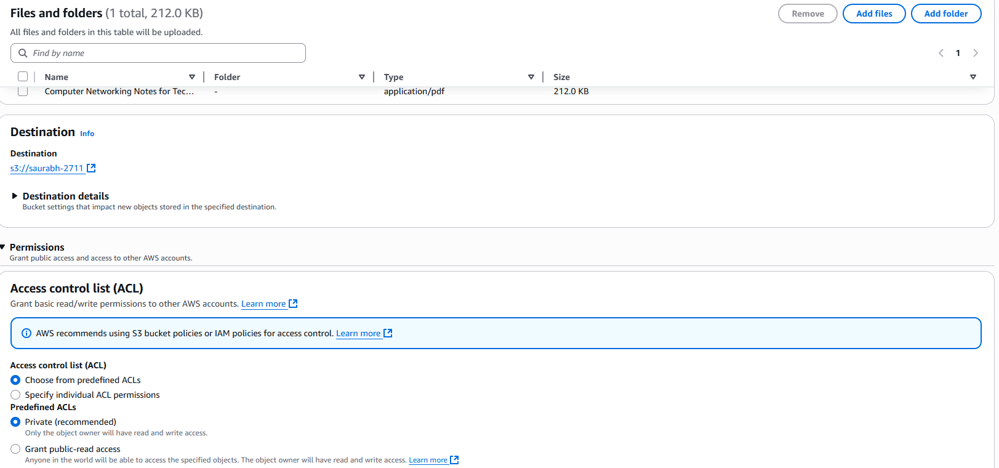 Files and folders (1 total, 212.0 KB)
Remove
Add files
Add folder
All files and folders in this table will be uploaded.
Find by name
1
Name
Folder
Type
Size
Computer Networking Notes for Tec...
-
application/pdf
212.0 KB
Destination Info
Destination
s3://saurabh-2711
Destination details
Bucket settings that impact new objects stored in the specified destination.
Permissions
Grant public access and access to other AWS accounts.
Access control list (ACL)
Grant basic read/write permissions to other AWS accounts. Learn more
AWS recommends using S3 bucket policies or IAM policies for access control. Learn more
Access control list (ACL)
Choose from predefined ACLs
Specify individual ACL permissions
Predefined ACLs
Private (recommended)
Only the object owner will have read and write access.
Grant public-read access
Anyone in the world will be able to access the specified objects. The object owner will have read and write access. Learn more